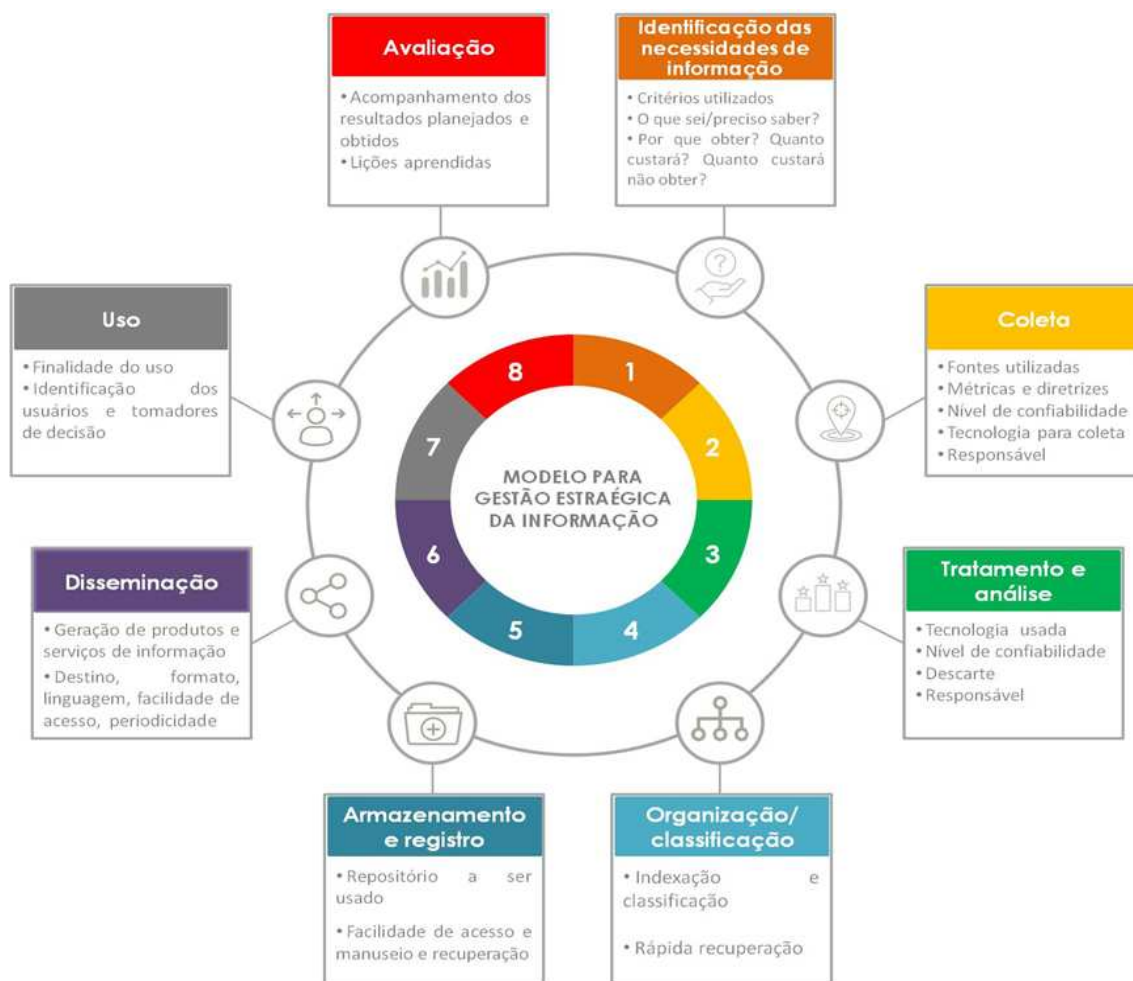 Avaliação
• Acompanhamento dos
resultados planejados e
obtidos
• Lições aprendidas
Identificação das
necessidades de
informação
• Critérios utilizados
• O que sei/preciso saber?
• Por que obter? Quanto
custará? Quanto custará
não obter?
Uso
• Finalidade do uso
• Identificação dos
usuários e tomadores
de decisão
Coleta
• Fontes utilizadas
• Métricas e diretrizes
• Nível de confiabilidade
• Tecnologia para coleta
• Responsável
8
1
7
2
MODELO PARA
GESTÃO ESTRAÉGICA
DA INFORMAÇÃO
6
3
5
4
Disseminação
• Geração de produtos e
serviços de informação
• Destino, formato,
linguagem, facilidade de
acesso, periodicidade
Tratamento e
análise
• Tecnologia usada
• Nível de confiabilidade
• Descarte
• Responsável
Armazenamento
e registro
• Repositório a ser
usado
• Facilidade de acesso e
manuseio e recuperação
Organização/
classificação
• Indexação e
classificação
• Rápida recuperação